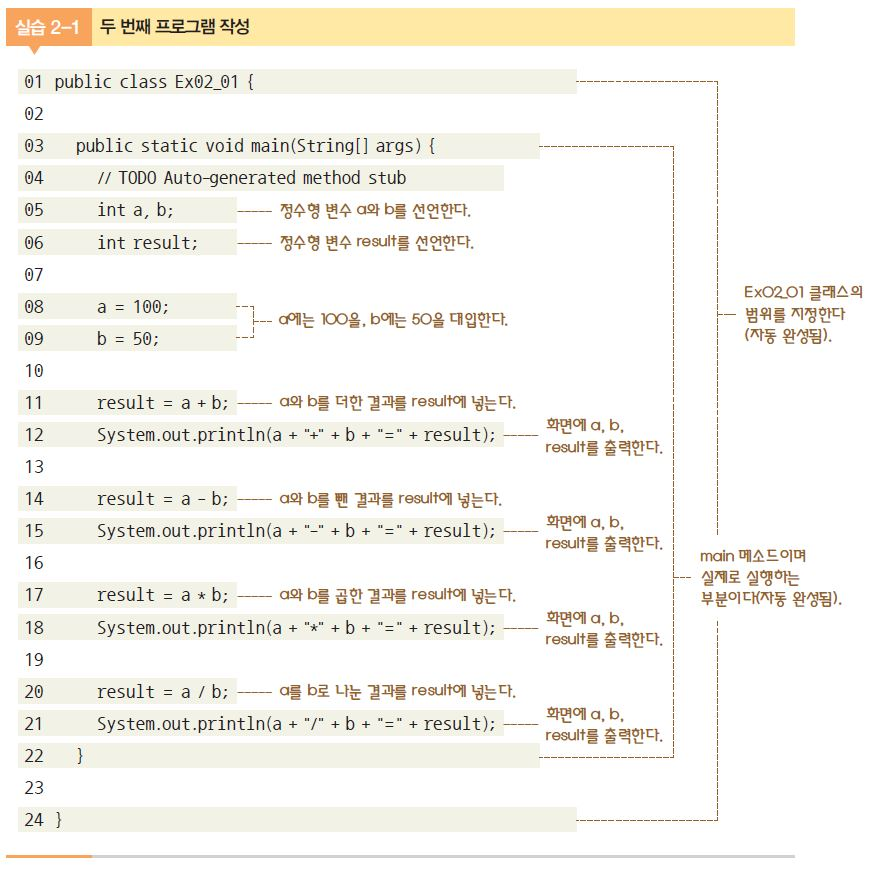 실습 2-1 두 번째 프로그램 작성
01 public class Ex02_01 {
02
03 public static void main(String[] args) {
04 // TODO Auto-generated method stub
05 int a, b; 정수형 변수 a와 b를 선언한다.
06 int result; 정수형 변수 result를 선언한다.
07
08 a = 100;
09 b = 50;
a에는 100을, b에는 50을 대입한다.
10
11 result = a + b; a와 b를 더한 결과를 result에 넣는다.
12 System.out.println(a + "+" + b + "=" + result);
화면에 a, b,
result를 출력한다.
13
14 result = a - b; a와 b를 뺀 결과를 result에 넣는다.
15 System.out.println(a + "-" + b + "=" + result);
화면에 a, b,
result를 출력한다.
16
17 result = a * b; a와 b를 곱한 결과를 result에 넣는다.
18 System.out.println(a + "*" + b + "=" + result);
화면에 a, b,
result를 출력한다.
19
20 result = a / b; a를 b로 나눈 결과를 result에 넣는다.
21 System.out.println(a + "/" + b + "=" + result);
화면에 a, b,
result를 출력한다.
22 }
23
24 }
Ex02_01 클래스의
범위를 지정한다
(자동 완성됨).
main 메소드이며
실제로 실행하는
부분이다(자동 완성됨).